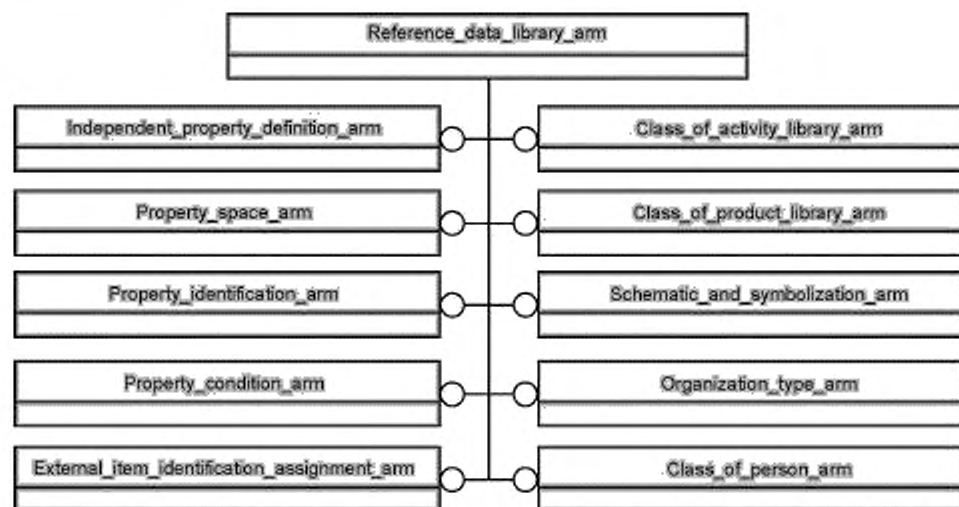 Reference_data_library_arm
Independent_property_definition_arm
Class_of_activity_library_arm
Property_space_arm
Class_of_product_library_arm
Property_identification_arm
Schematic_and_symbolization_arm
Property_condition_arm
Organization_type_arm
External_item_identification_assignment_arm
Class_of_person_arm